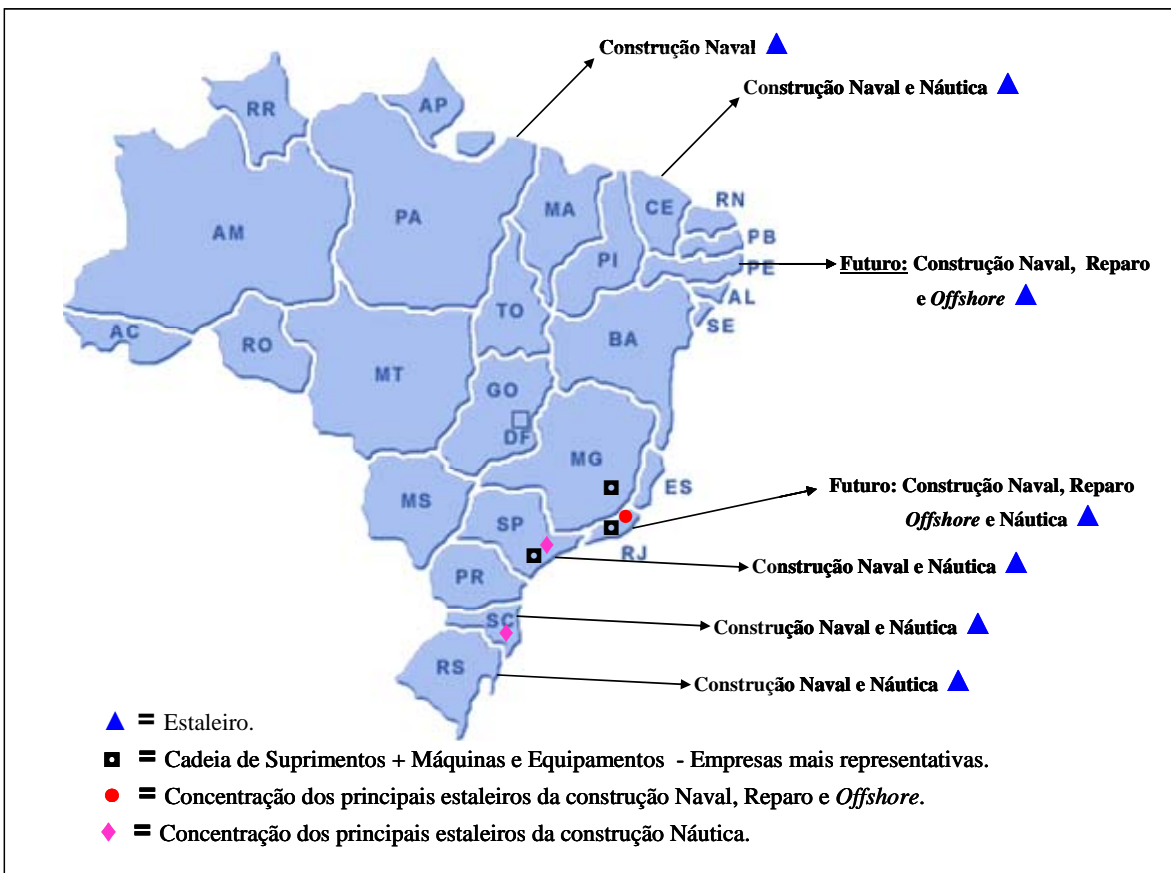 Construção Naval
Construção Naval e Náutica
RR
AP
AM
PA
MA
CE
RN
PB
PI
PE
Futuro: Construção Naval, Reparo
e Offshore
AL
SE
AC
RO
TO
BA
MT
GO
DF
MG
ES
MS
SP
RJ
Futuro: Construção Naval, Reparo
Offshore e Náutica
Construção Naval e Náutica
PR
SC
Construção Naval e Náutica
RS
Construção Naval e Náutica
= Estaleiro.
= Cadeia de Suprimentos + Máquinas e Equipamentos - Empresas mais representativas.
= Concentração dos principais estaleiros da construção Naval, Reparo e Offshore.
= Concentração dos principais estaleiros da construção Náutica.